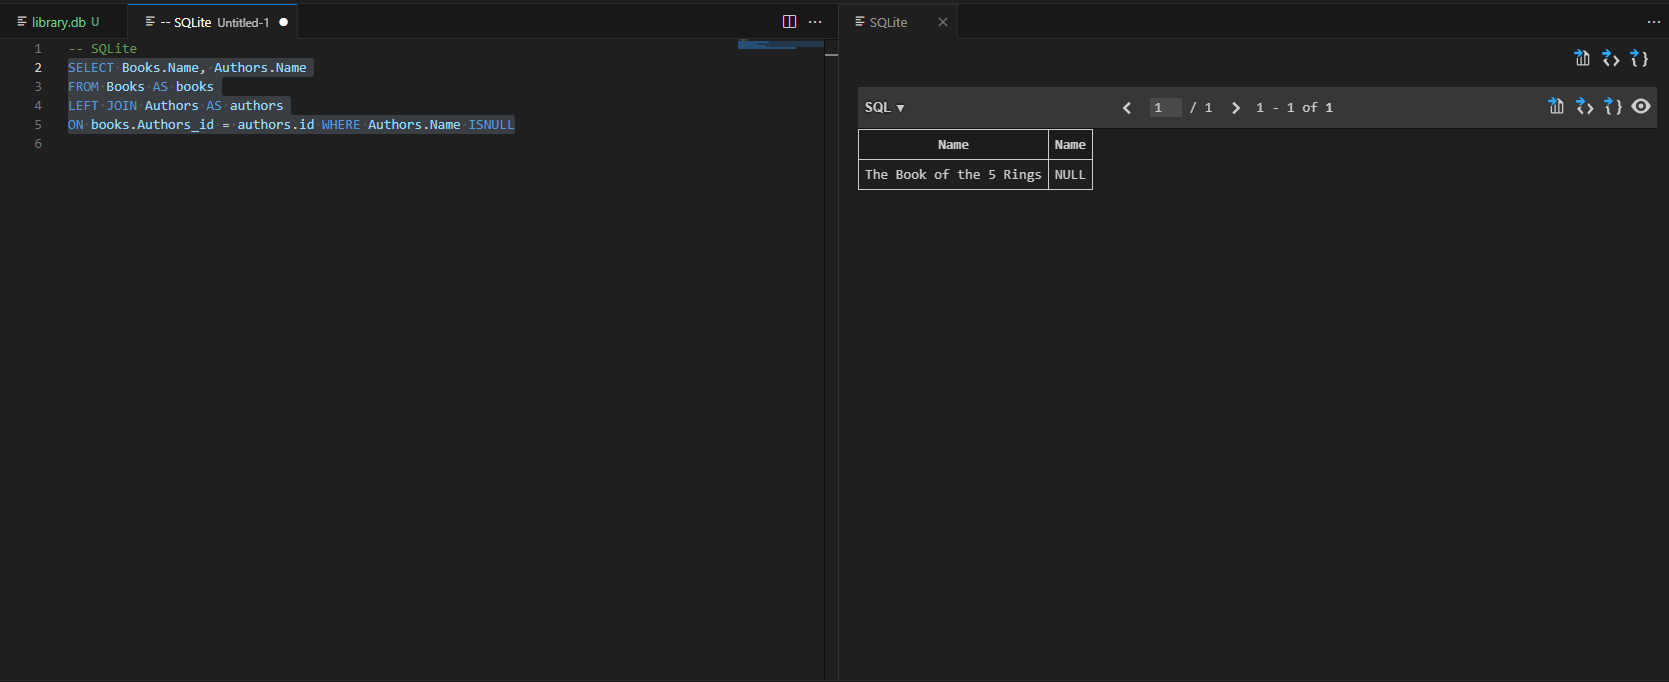 library.db U
-- SQLite Untitled-1
SQLite
1 -- SQLite
2 SELECT Books.Name, Authors.Name
3 FROM Books AS books
4 LEFT JOIN Authors AS authors
5 ON books.Authors_id = authors.id WHERE Authors.Name ISNULL
6
SQL ▼ < 1 / 1 > 1 - 1 of 1
Name Name
The Book of the 5 Rings NULL